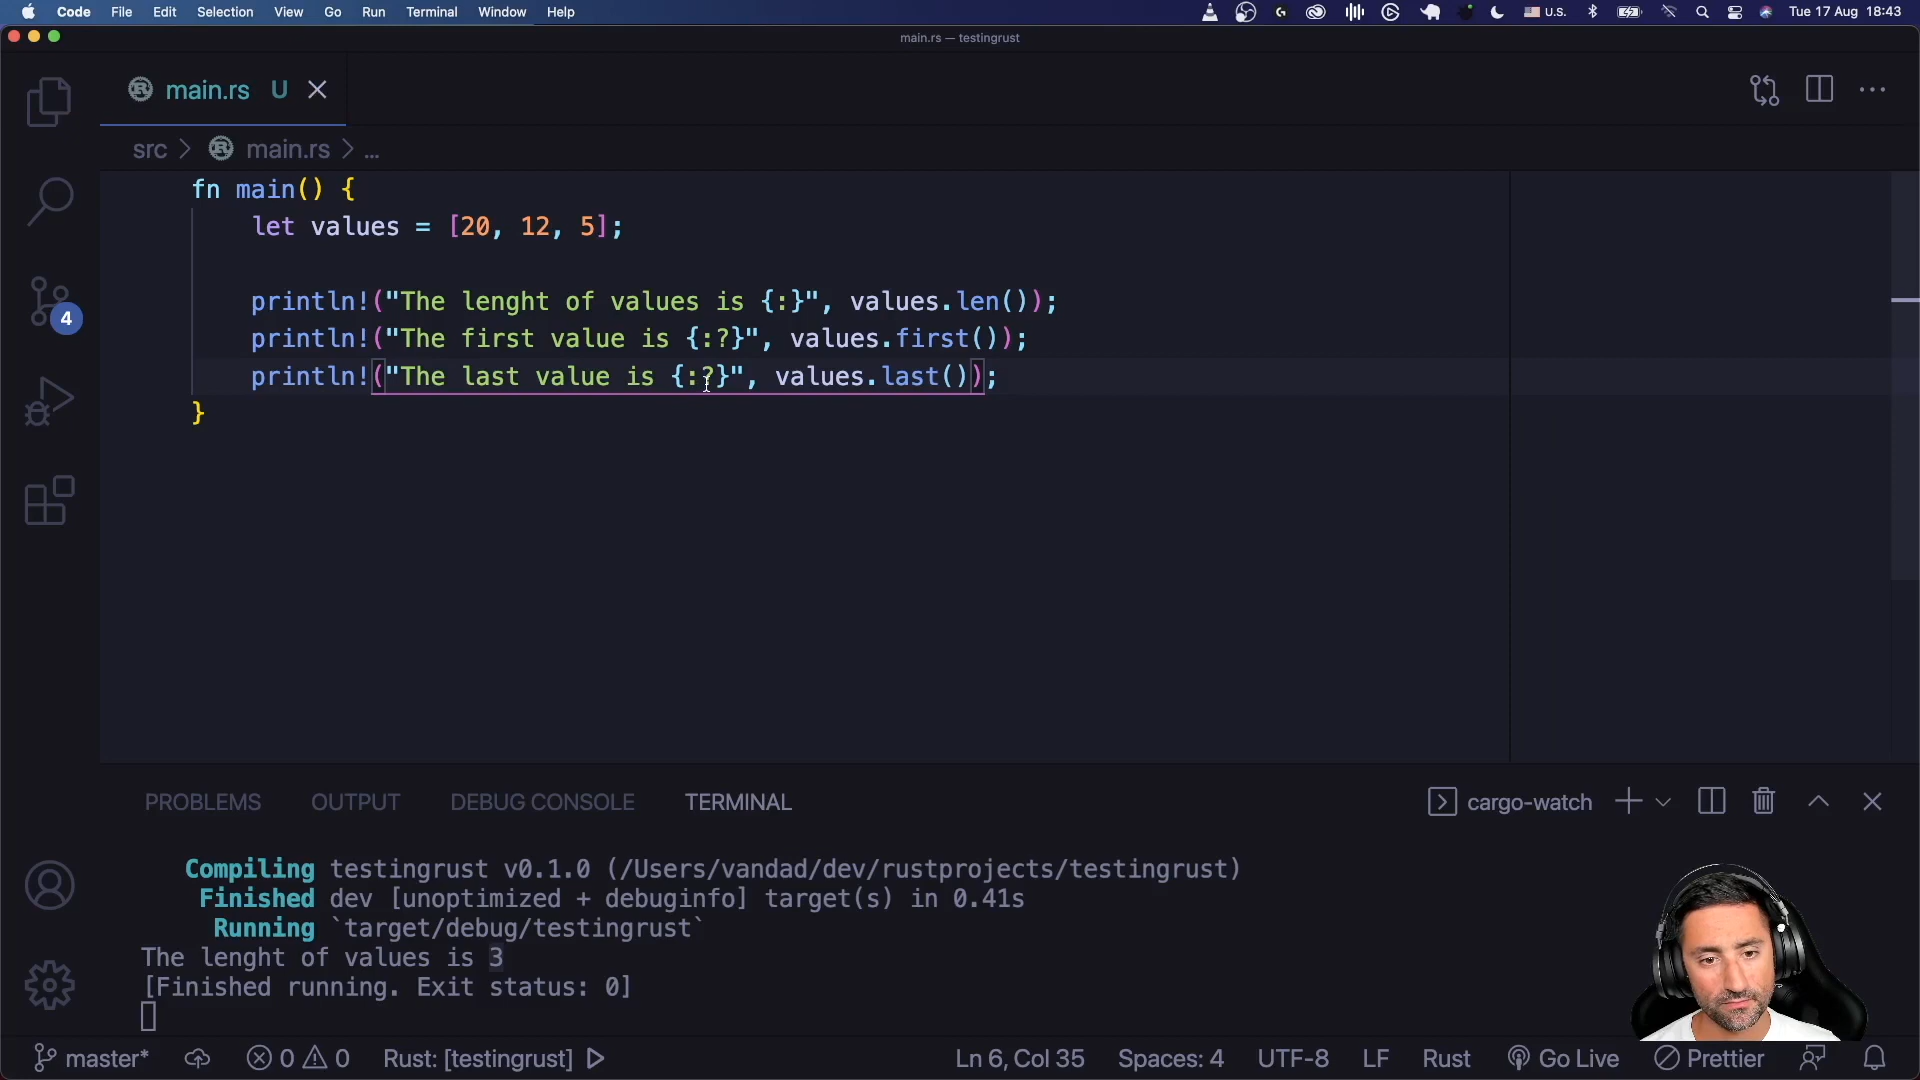 Code File Edit Selection View Go Run Terminal Window Help U.S. Tue 17 Aug 18:43
main.rs — testingrust
main.rs U
src > main.rs > ...
fn main() {
let values = [20, 12, 5];
println!("The lenght of values is {:}", values.len());
println!("The first value is {:?}", values.first());
println!("The last value is {:?}", values.last());
}
4
PROBLEMS OUTPUT DEBUG CONSOLE TERMINAL cargo-watch
Compiling testingrust v0.1.0 (/Users/vandad/dev/rustprojects/testingrust)
Finished dev [unoptimized + debuginfo] target(s) in 0.41s
Running `target/debug/testingrust`
The lenght of values is 3
[Finished running. Exit status: 0]
master* 0 0 Rust: [testingrust] Ln 6, Col 35 Spaces: 4 UTF-8 LF Rust Go Live Prettier